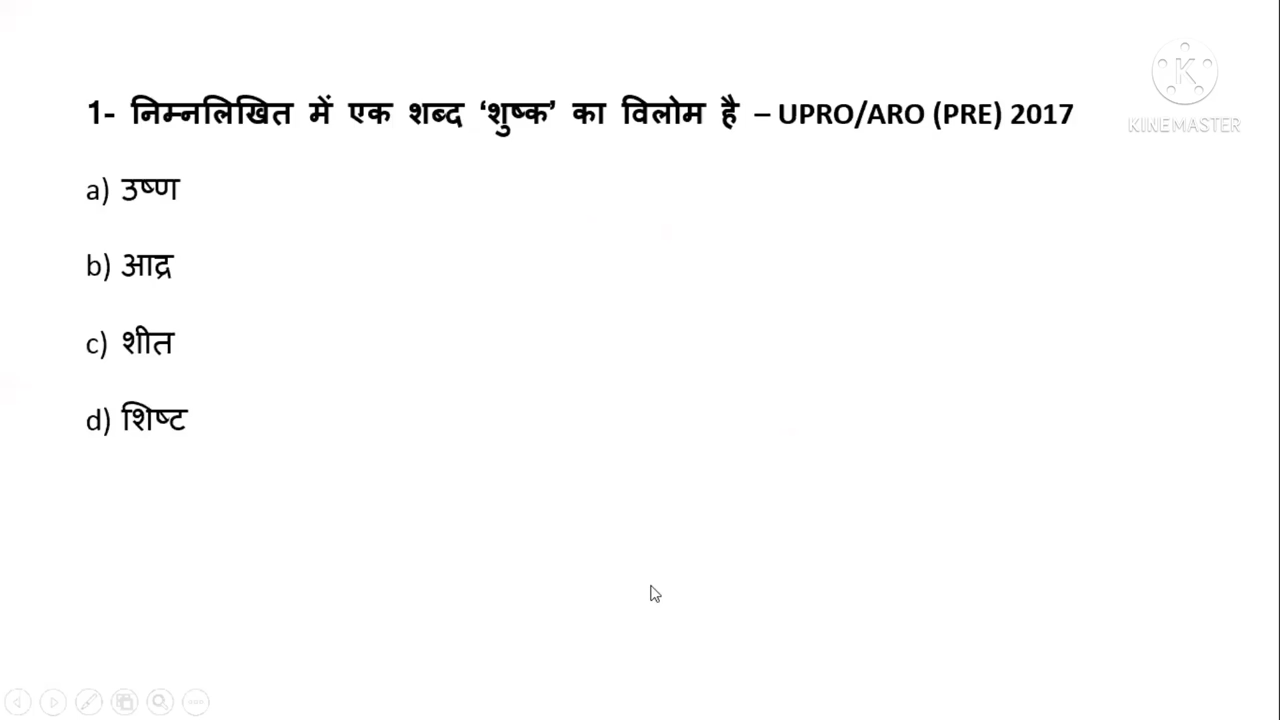 1- निम्नलिखित में एक शब्द ‘शुष्क’ का विलोम है – UPRO/ARO (PRE) 2017
a) उष्ण
b) आद्र
c) शीत
d) शिष्ट
K
KINEMASTER